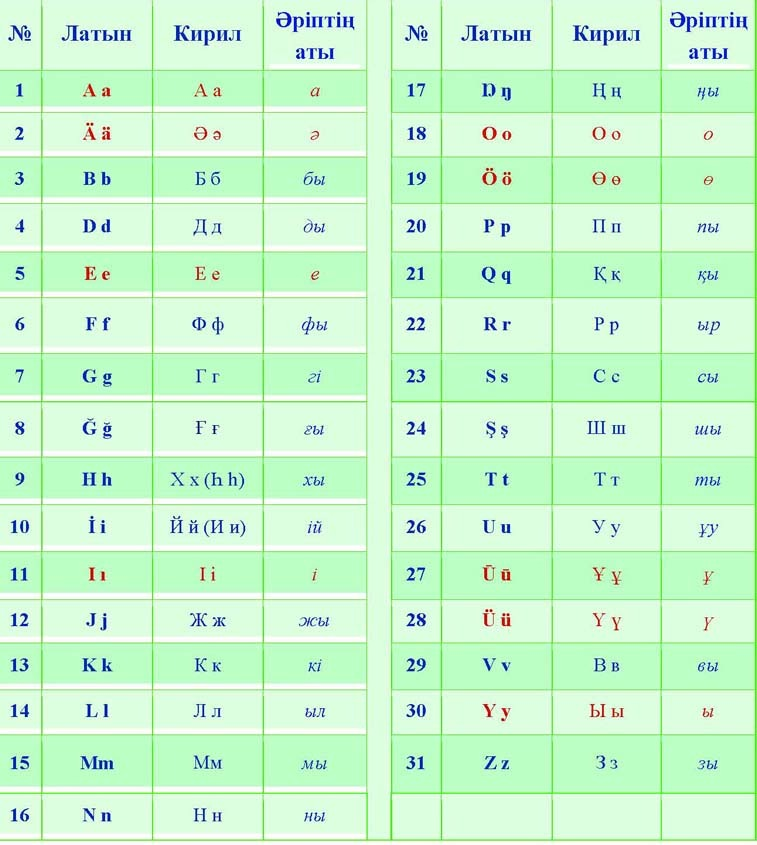 № Латын Кирил Әріптің аты
1 A a А а а
2 Ä ä Ә ә ә
3 B b Б б бы
4 D d Д д ды
5 E e Е е е
6 F f Ф ф фы
7 G g Г г гі
8 Ğ ğ Ғ ғ ғы
9 H h Х х (Һ һ) хы
10 İ i Й й (И и) ій
11 I ı І і і
12 J j Ж ж жы
13 K k К к кі
14 L l Л л ыл
15 Mm Мм мы
16 N n Н н ны
№ Латын Кирил Әріптің аты
17 Ŋ ŋ Ң ң ңы
18 O o О о о
19 Ö ö Ө ө ө
20 P p П п пы
21 Q q Қ қ қы
22 R r Р р ыр
23 S s С с сы
24 Ş ş Ш ш шы
25 T t Т т ты
26 U u У у ұу
27 Ū ū Ұ ұ ұ
28 Ü ü Ү ү ү
29 V v В в вы
30 Y y Ы ы ы
31 Z z З з зы